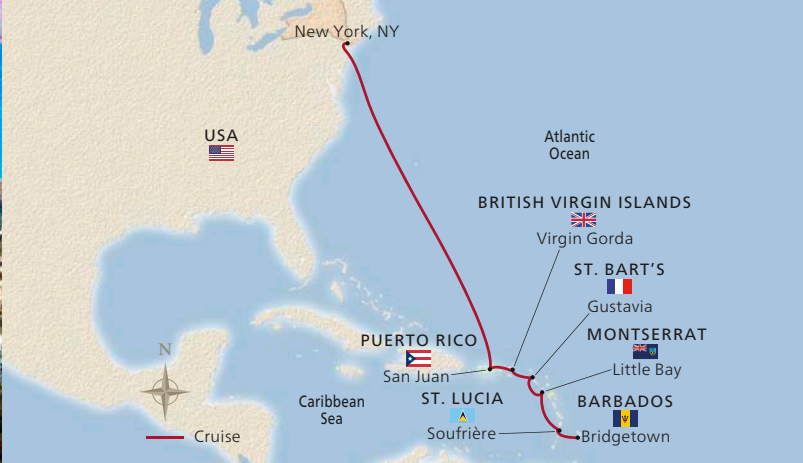 New York, NY
USA
Atlantic
Ocean
BRITISH VIRGIN ISLANDS
Virgin Gorda
ST. BART’S
Gustavia
MONTSERRAT
Little Bay
PUERTO RICO
San Juan
ST. LUCIA
Soufrière
BARBADOS
Bridgetown
Caribbean
Sea
N
Cruise